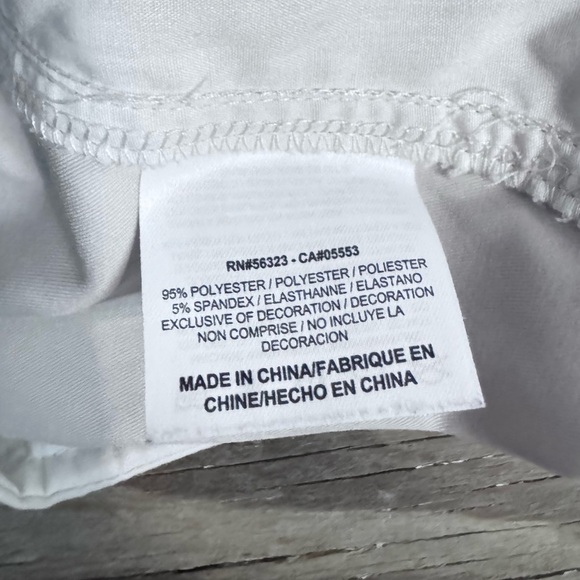 RN#56323 - CA#05553
95% POLYESTER / POLYESTER / POLIESTER
5% SPANDEX / ELASTHANNE / ELASTANO
EXCLUSIVE OF DECORATION / DECORATION
NON COMPRISE / NO INCLUYE LA
DECORACION
MADE IN CHINA/FABRIQUE EN
CHINE/HECHO EN CHINA